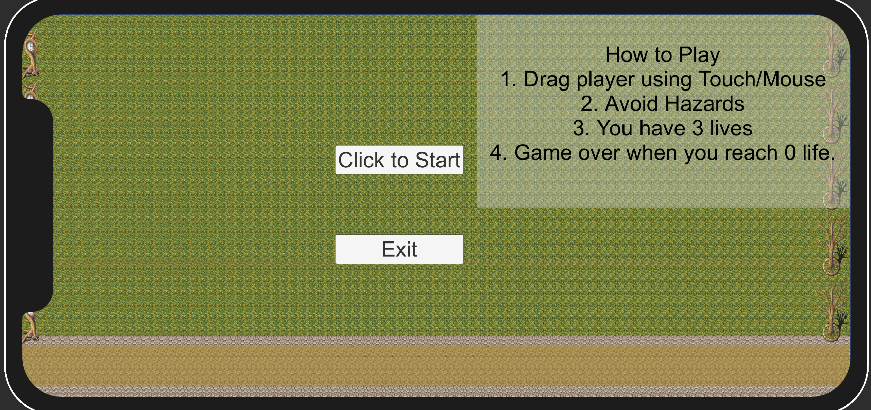 How to Play
1. Drag player using Touch/Mouse
2. Avoid Hazards
3. You have 3 lives
4. Game over when you reach 0 life.
Click to Start
Exit